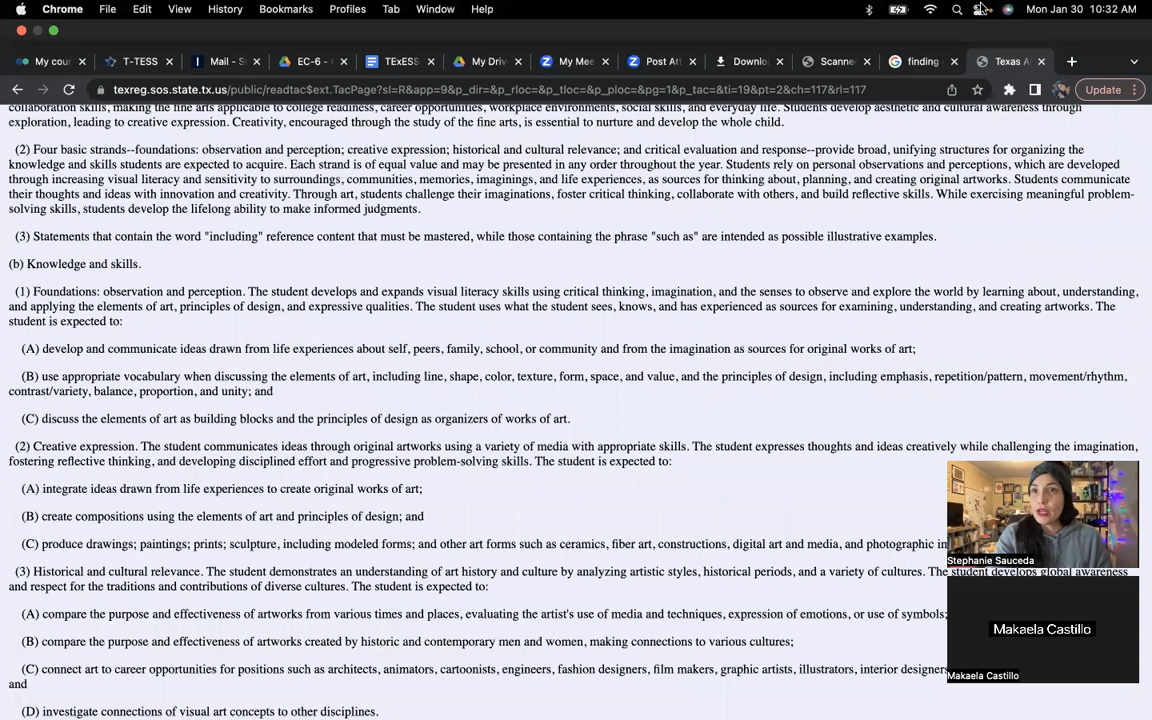 Chrome File Edit View History Bookmarks Profiles Tab Window Help Mon Jan 30 10:32 AM
My cou T-TESS Mail - S EC-6 - TExESS My Driv My Me Post At Downlo Scanne finding Texas A
texreg.sos.state.tx.us/public/readtac$ext.TacPage?sl=R&app=9&p_dir=&p_rloc=&p_tloc=&p_ploc=&pg=1&p_tac=&ti=19&pt=2&ch=117&rl=117 Update
collaboration skills, making the fine arts applicable to college readiness, career opportunities, workplace environments, social skills, and everyday life. Students develop aesthetic and cultural awareness through
exploration, leading to creative expression. Creativity, encouraged through the study of the fine arts, is essential to nurture and develop the whole child.
(2) Four basic strands--foundations: observation and perception; creative expression; historical and cultural relevance; and critical evaluation and response--provide broad, unifying structures for organizing the
knowledge and skills students are expected to acquire. Each strand is of equal value and may be presented in any order throughout the year. Students rely on personal observations and perceptions, which are developed
through increasing visual literacy and sensitivity to surroundings, communities, memories, imaginings, and life experiences, as sources for thinking about, planning, and creating original artworks. Students communicate
their thoughts and ideas with innovation and creativity. Through art, students challenge their imaginations, foster critical thinking, collaborate with others, and build reflective skills. While exercising meaningful problem-
solving skills, students develop the lifelong ability to make informed judgments.
(3) Statements that contain the word "including" reference content that must be mastered, while those containing the phrase "such as" are intended as possible illustrative examples.
(b) Knowledge and skills.
(1) Foundations: observation and perception. The student develops and expands visual literacy skills using critical thinking, imagination, and the senses to observe and explore the world by learning about, understanding,
and applying the elements of art, principles of design, and expressive qualities. The student uses what the student sees, knows, and has experienced as sources for examining, understanding, and creating artworks. The
student is expected to:
(A) develop and communicate ideas drawn from life experiences about self, peers, family, school, or community and from the imagination as sources for original works of art;
(B) use appropriate vocabulary when discussing the elements of art, including line, shape, color, texture, form, space, and value, and the principles of design, including emphasis, repetition/pattern, movement/rhythm,
contrast/variety, balance, proportion, and unity; and
(C) discuss the elements of art as building blocks and the principles of design as organizers of works of art.
(2) Creative expression. The student communicates ideas through original artworks using a variety of media with appropriate skills. The student expresses thoughts and ideas creatively while challenging the imagination,
fostering reflective thinking, and developing disciplined effort and progressive problem-solving skills. The student is expected to:
(A) integrate ideas drawn from life experiences to create original works of art;
(B) create compositions using the elements of art and principles of design; and
(C) produce drawings; paintings; prints; sculpture, including modeled forms; and other art forms such as ceramics, fiber art, constructions, digital art and media, and photographic
Stephanie Sauceda
(3) Historical and cultural relevance. The student demonstrates an understanding of art history and culture by analyzing artistic styles, historical periods, and a variety of cultures. The student develops global awareness
and respect for the traditions and contributions of diverse cultures. The student is expected to:
(A) compare the purpose and effectiveness of artworks from various times and places, evaluating the artist's use of media and techniques, expression of emotions, or use of symbols;
Makaela Castillo
(B) compare the purpose and effectiveness of artworks created by historic and contemporary men and women, making connections to various cultures;
(C) connect art to career opportunities for positions such as architects, animators, cartoonists, engineers, fashion designers, film makers, graphic artists, illustrators, interior designers
Makaela Castillo
and
(D) investigate connections of visual art concepts to other disciplines.